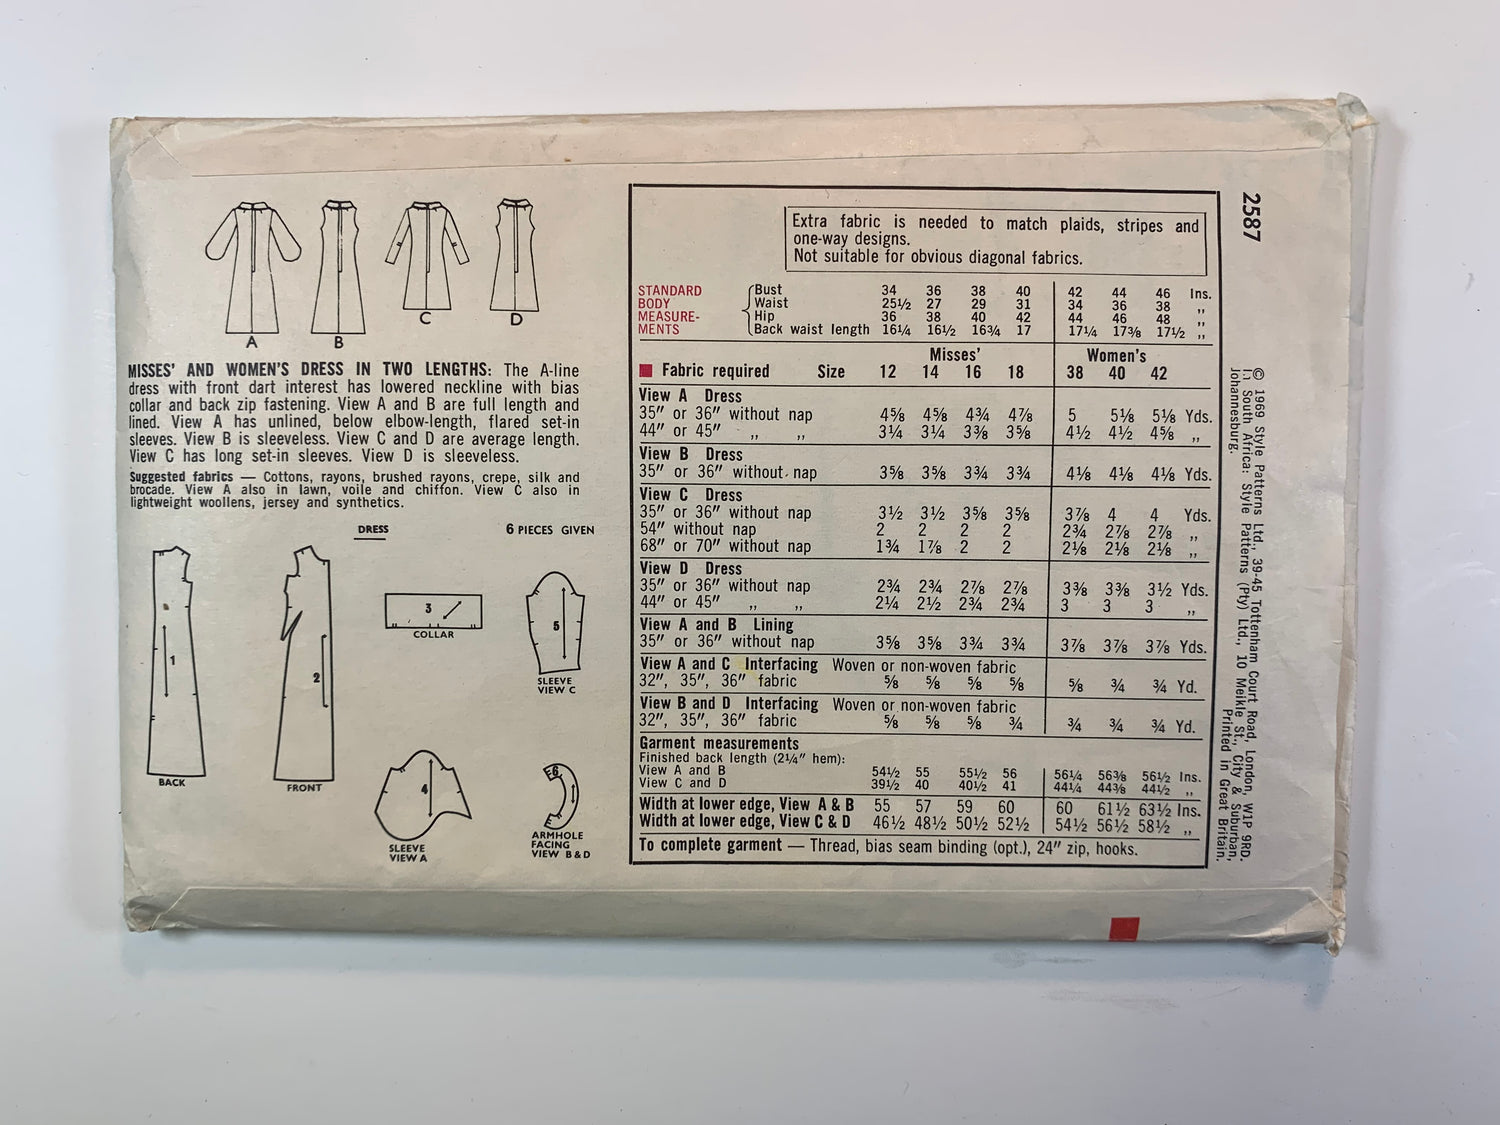 A
B
C
D
MISSES' AND WOMEN'S DRESS IN TWO LENGTHS: The A-line
dress with front dart interest has lowered neckline with bias
collar and back zip fastening. View A and B are full length and
lined. View A has unlined, below elbow-length, flared set-in
sleeves. View B is sleeveless. View C and D are average length.
View C has long set-in sleeves. View D is sleeveless.
Suggested fabrics — Cottons, rayons, brushed rayons, crepe, silk and
brocade. View A also in lawn, voile and chiffon. View C also in
lightweight woollens, jersey and synthetics.
DRESS
6 PIECES GIVEN
1
BACK
2
FRONT
3
COLLAR
5
SLEEVE
VIEW C
4
SLEEVE
VIEW A
6
ARMHOLE
FACING
VIEW B & D
Extra fabric is needed to match plaids, stripes and
one-way designs.
Not suitable for obvious diagonal fabrics.
STANDARD BODY MEASURE-MENTS
Bust 34 36 38 40 42 44 46 Ins.
Waist 25½ 27 29 31 34 36 38 ,,
Hip 36 38 40 42 44 46 48 ,,
Back waist length 16¼ 16½ 16¾ 17 17¼ 17⅜ 17½ ,,
Misses' Women's
Fabric required Size 12 14 16 18 38 40 42
View A Dress
35" or 36" without nap 4⅝ 4⅝ 4¾ 4⅞ 5 5⅛ 5⅛ Yds.
44" or 45" ,, ,, 3¼ 3¼ 3⅜ 3⅝ 4½ 4½ 4⅝ ,,
View B Dress
35" or 36" without nap 3⅝ 3⅝ 3¾ 3¾ 4⅛ 4⅛ 4⅛ Yds.
View C Dress
35" or 36" without nap 3½ 3½ 3⅝ 3⅝ 3⅞ 4 4 Yds.
54" without nap 2 2 2 2 2¾ 2⅞ 2⅞ ,,
68" or 70" without nap 1¾ 1⅞ 2 2 2⅛ 2⅛ 2⅛ ,,
View D Dress
35" or 36" without nap 2¾ 2¾ 2⅞ 2⅞ 3⅜ 3⅜ 3½ Yds.
44" or 45" ,, ,, 2¼ 2½ 2¾ 2¾ 3 3 3 ,,
View A and B Lining
35" or 36" without nap 3⅝ 3⅝ 3¾ 3¾ 3⅞ 3⅞ 3⅞ Yds.
View A and C Interfacing Woven or non-woven fabric
32", 35", 36" fabric ⅝ ⅝ ⅝ ⅝ ⅝ ¾ ¾ Yd.
View B and D Interfacing Woven or non-woven fabric
32", 35", 36" fabric ⅝ ⅝ ⅝ ¾ ¾ ¾ ¾ Yd.
Garment measurements
Finished back length (2¼" hem):
View A and B 54½ 55 55½ 56 56¼ 56⅜ 56½ Ins.
View C and D 39½ 40 40½ 41 44¼ 44⅜ 44½ ,,
Width at lower edge, View A & B 55 57 59 60 60 61½ 63½ Ins.
Width at lower edge, View C & D 46½ 48½ 50½ 52½ 54½ 56½ 58½ ,,
To complete garment — Thread, bias seam binding (opt.), 24" zip, hooks.
2587
© 1969 Style Patterns Ltd., 39-45 Tottenham Court Road, London, W1P 9RD.
In South Africa: Style Patterns (Pty) Ltd., 10 Meikle St., City & Suburban,
Johannesburg. Printed in Great Britain.